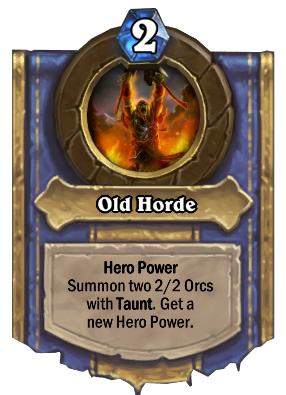 2
Old Horde
Hero Power
Summon two 2/2 Orcs
with Taunt. Get a
new Hero Power.